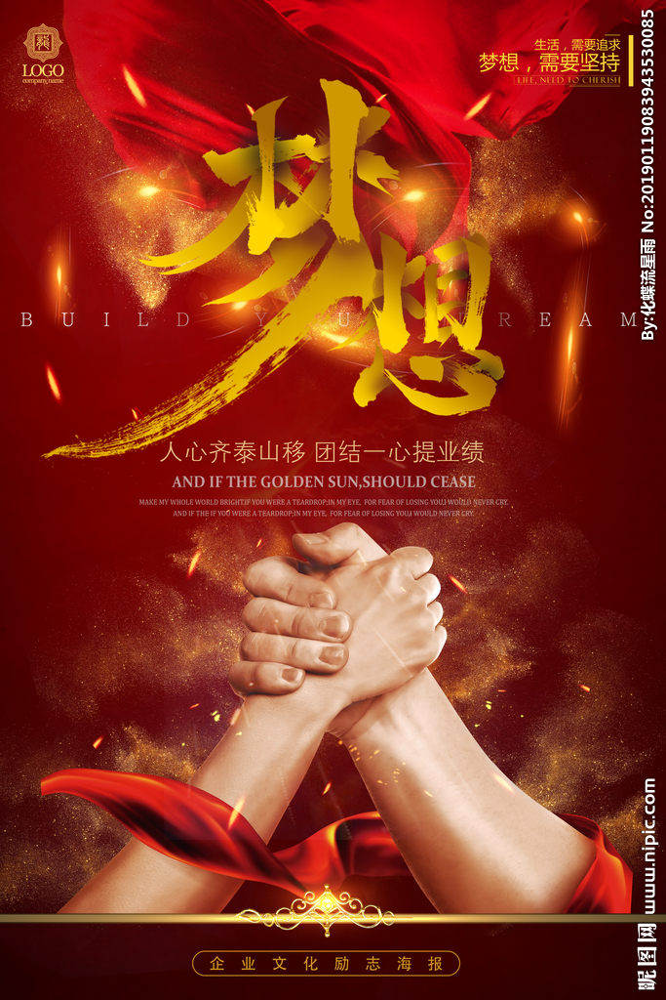 LOGO
company name
生活，需要追求
梦想，需要坚持
LIFE, NEED TO CHERISH
梦想
BUILD YOUR DREAM
人心齐泰山移 团结一心提业绩
AND IF THE GOLDEN SUN,SHOULD CEASE
MAKE MY WHOLE WORLD BRIGHT,IF YOU WERE A TEARDROP;IN MY EYE, FOR FEAR OF LOSING YOU,I WOULD NEVER CRY.
AND IF THE IF YOU WERE A TEARDROP;IN MY EYE, FOR FEAR OF LOSING YOU,I WOULD NEVER CRY.
企业文化励志海报
By:化蝶流星雨 No:20190119083943530085
昵图网 www.nipic.com